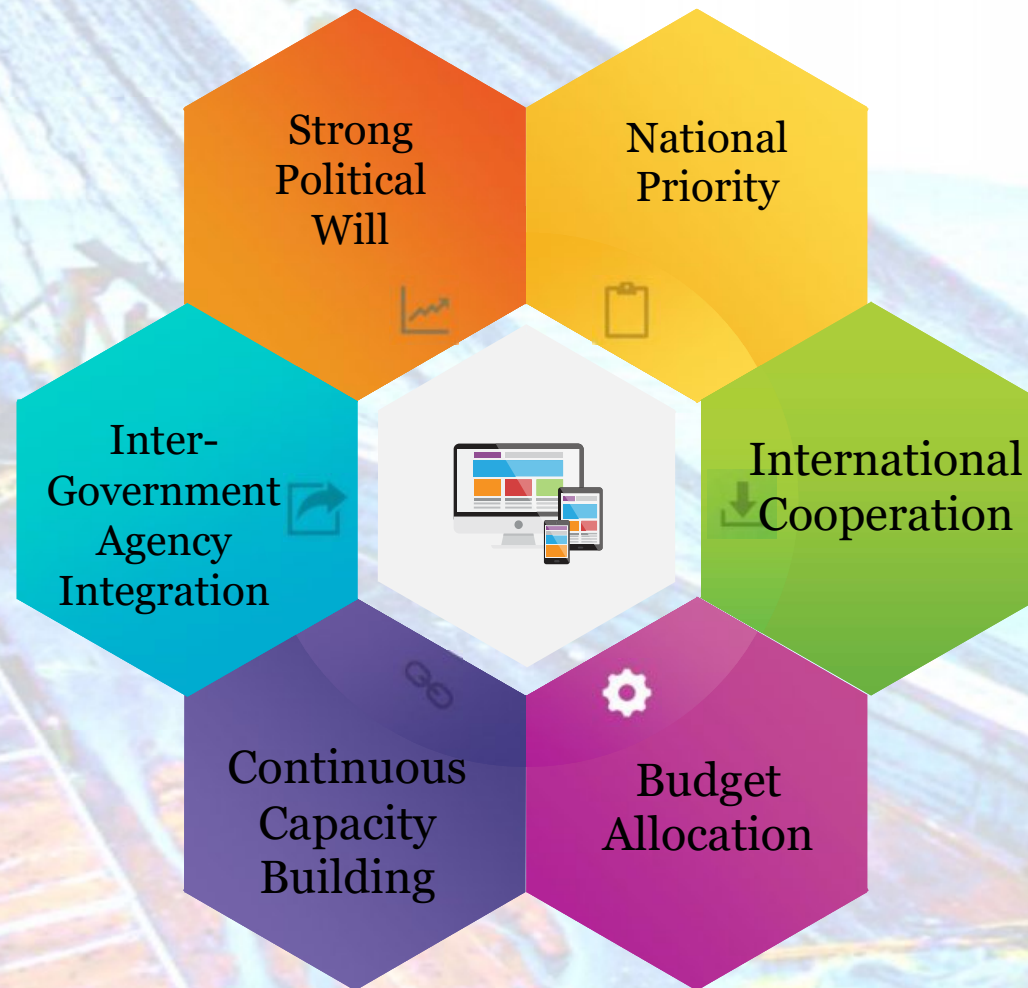 Strong
Political
Will
National
Priority
Inter-
Government
Agency
Integration
International
Cooperation
Continuous
Capacity
Building
Budget
Allocation